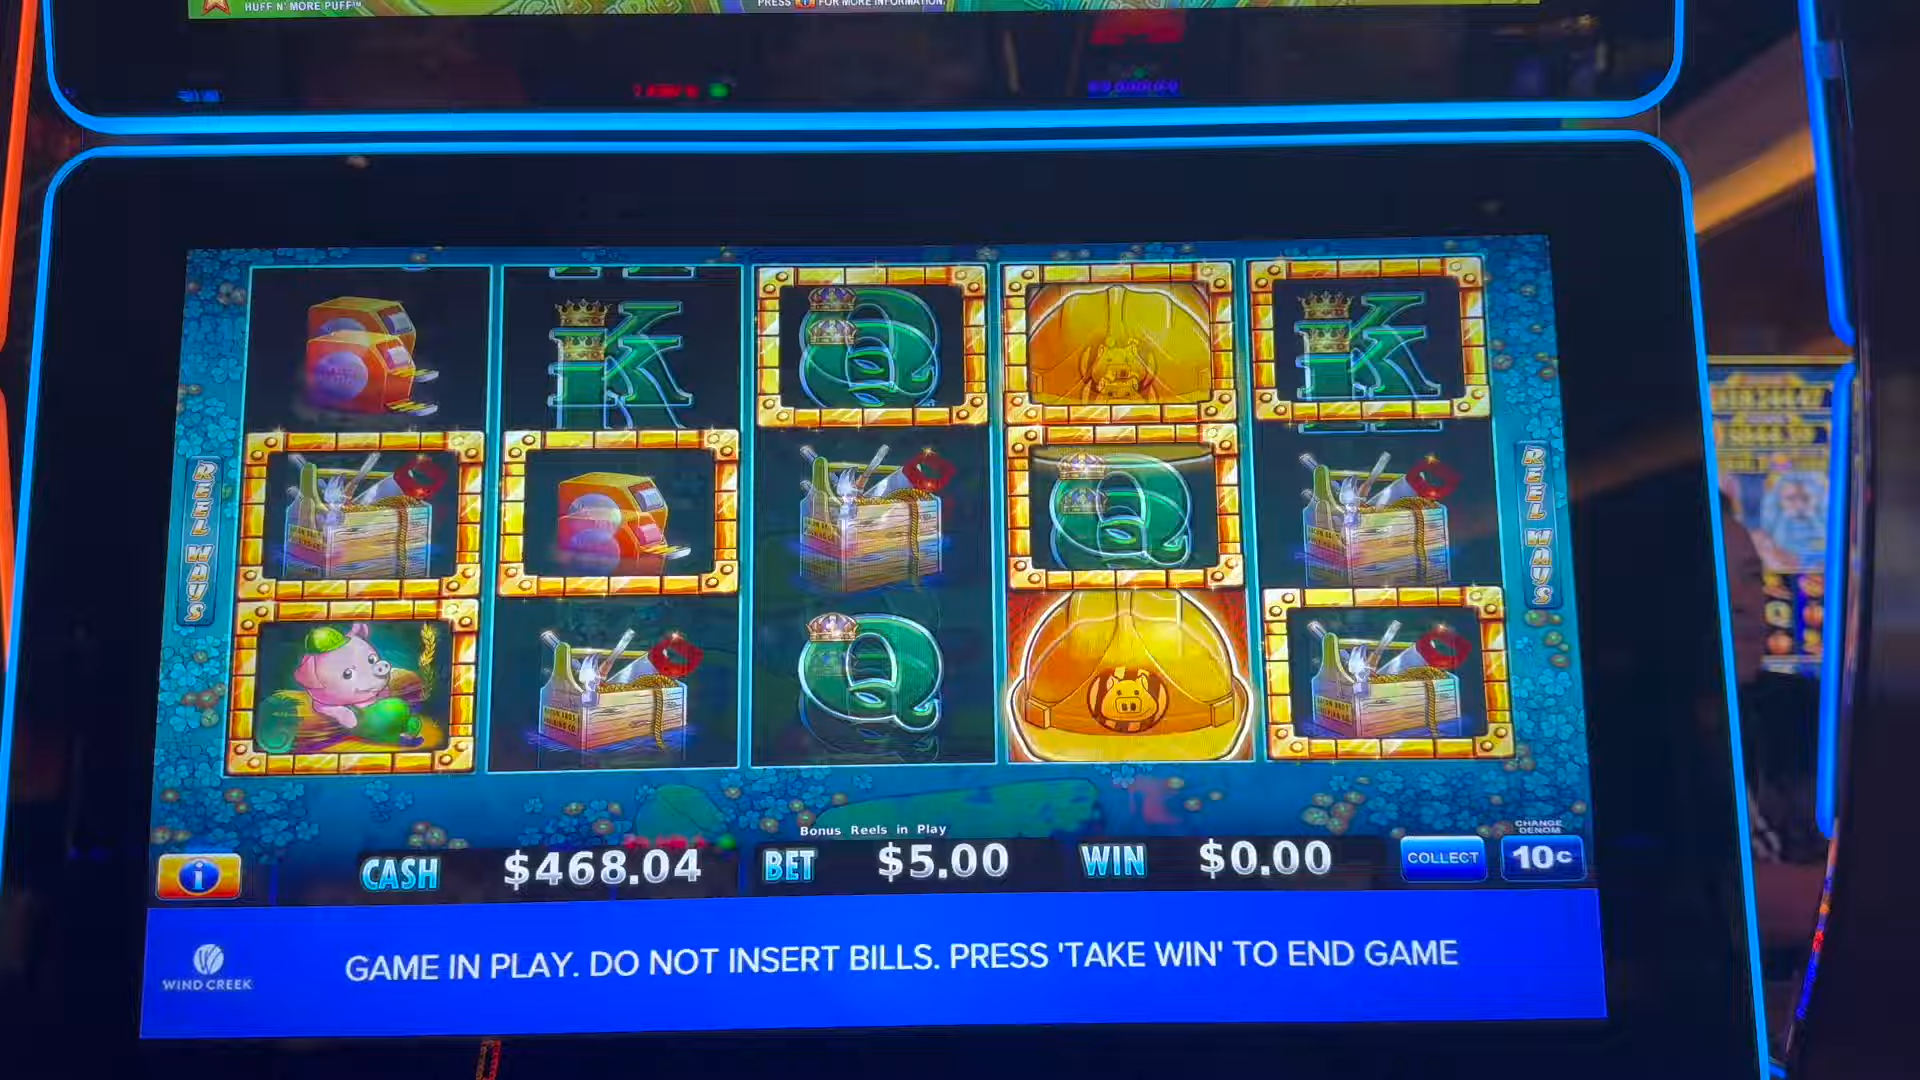 HUFF N' MORE PUFF™
PRESS i FOR MORE INFORMATION.
K
Q
K
REEL WAYS
Q
REEL WAYS
Q
Bonus Reels in Play
CHANGE DENOM
CASH $468.04 BET $5.00 WIN $0.00 COLLECT 10¢
WIND CREEK
GAME IN PLAY. DO NOT INSERT BILLS. PRESS 'TAKE WIN' TO END GAME